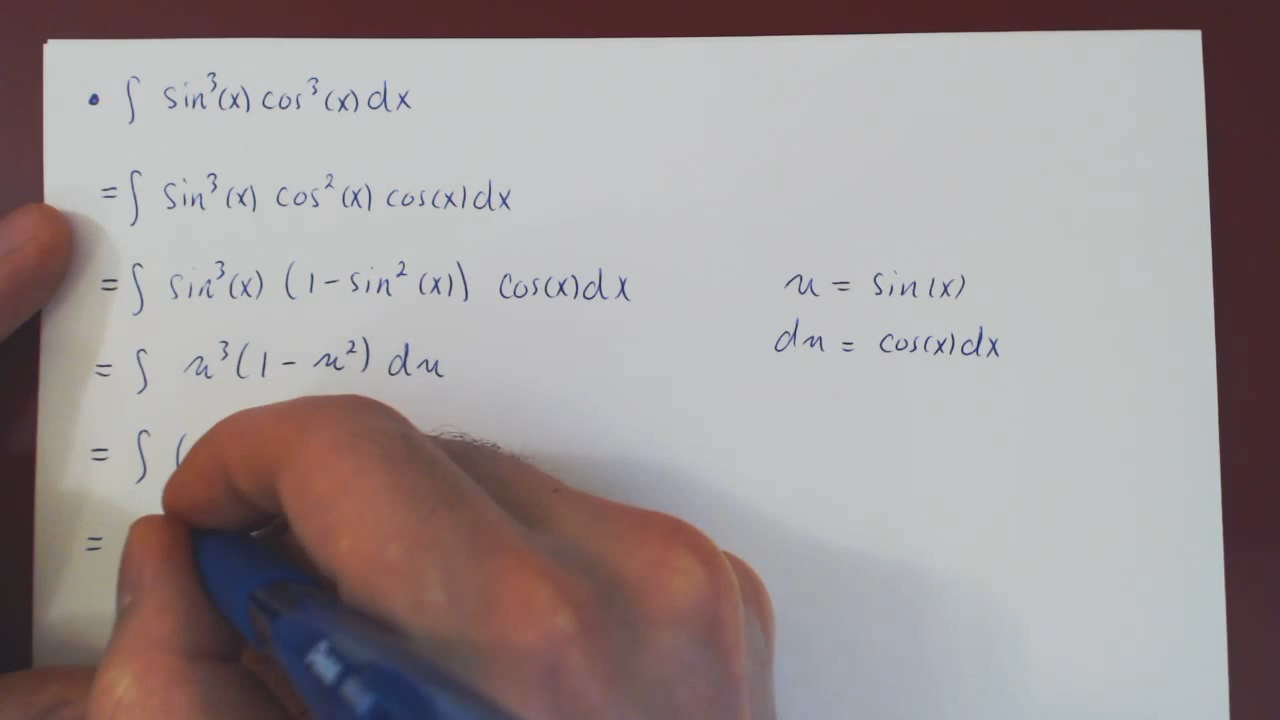 • ∫ sin³(x) cos³(x) dx
= ∫ sin³(x) cos²(x) cos(x) dx
= ∫ sin³(x) (1 - sin²(x)) cos(x) dx
u = sin(x)
du = cos(x) dx
= ∫ u³(1 - u²) du
= ∫ (
=